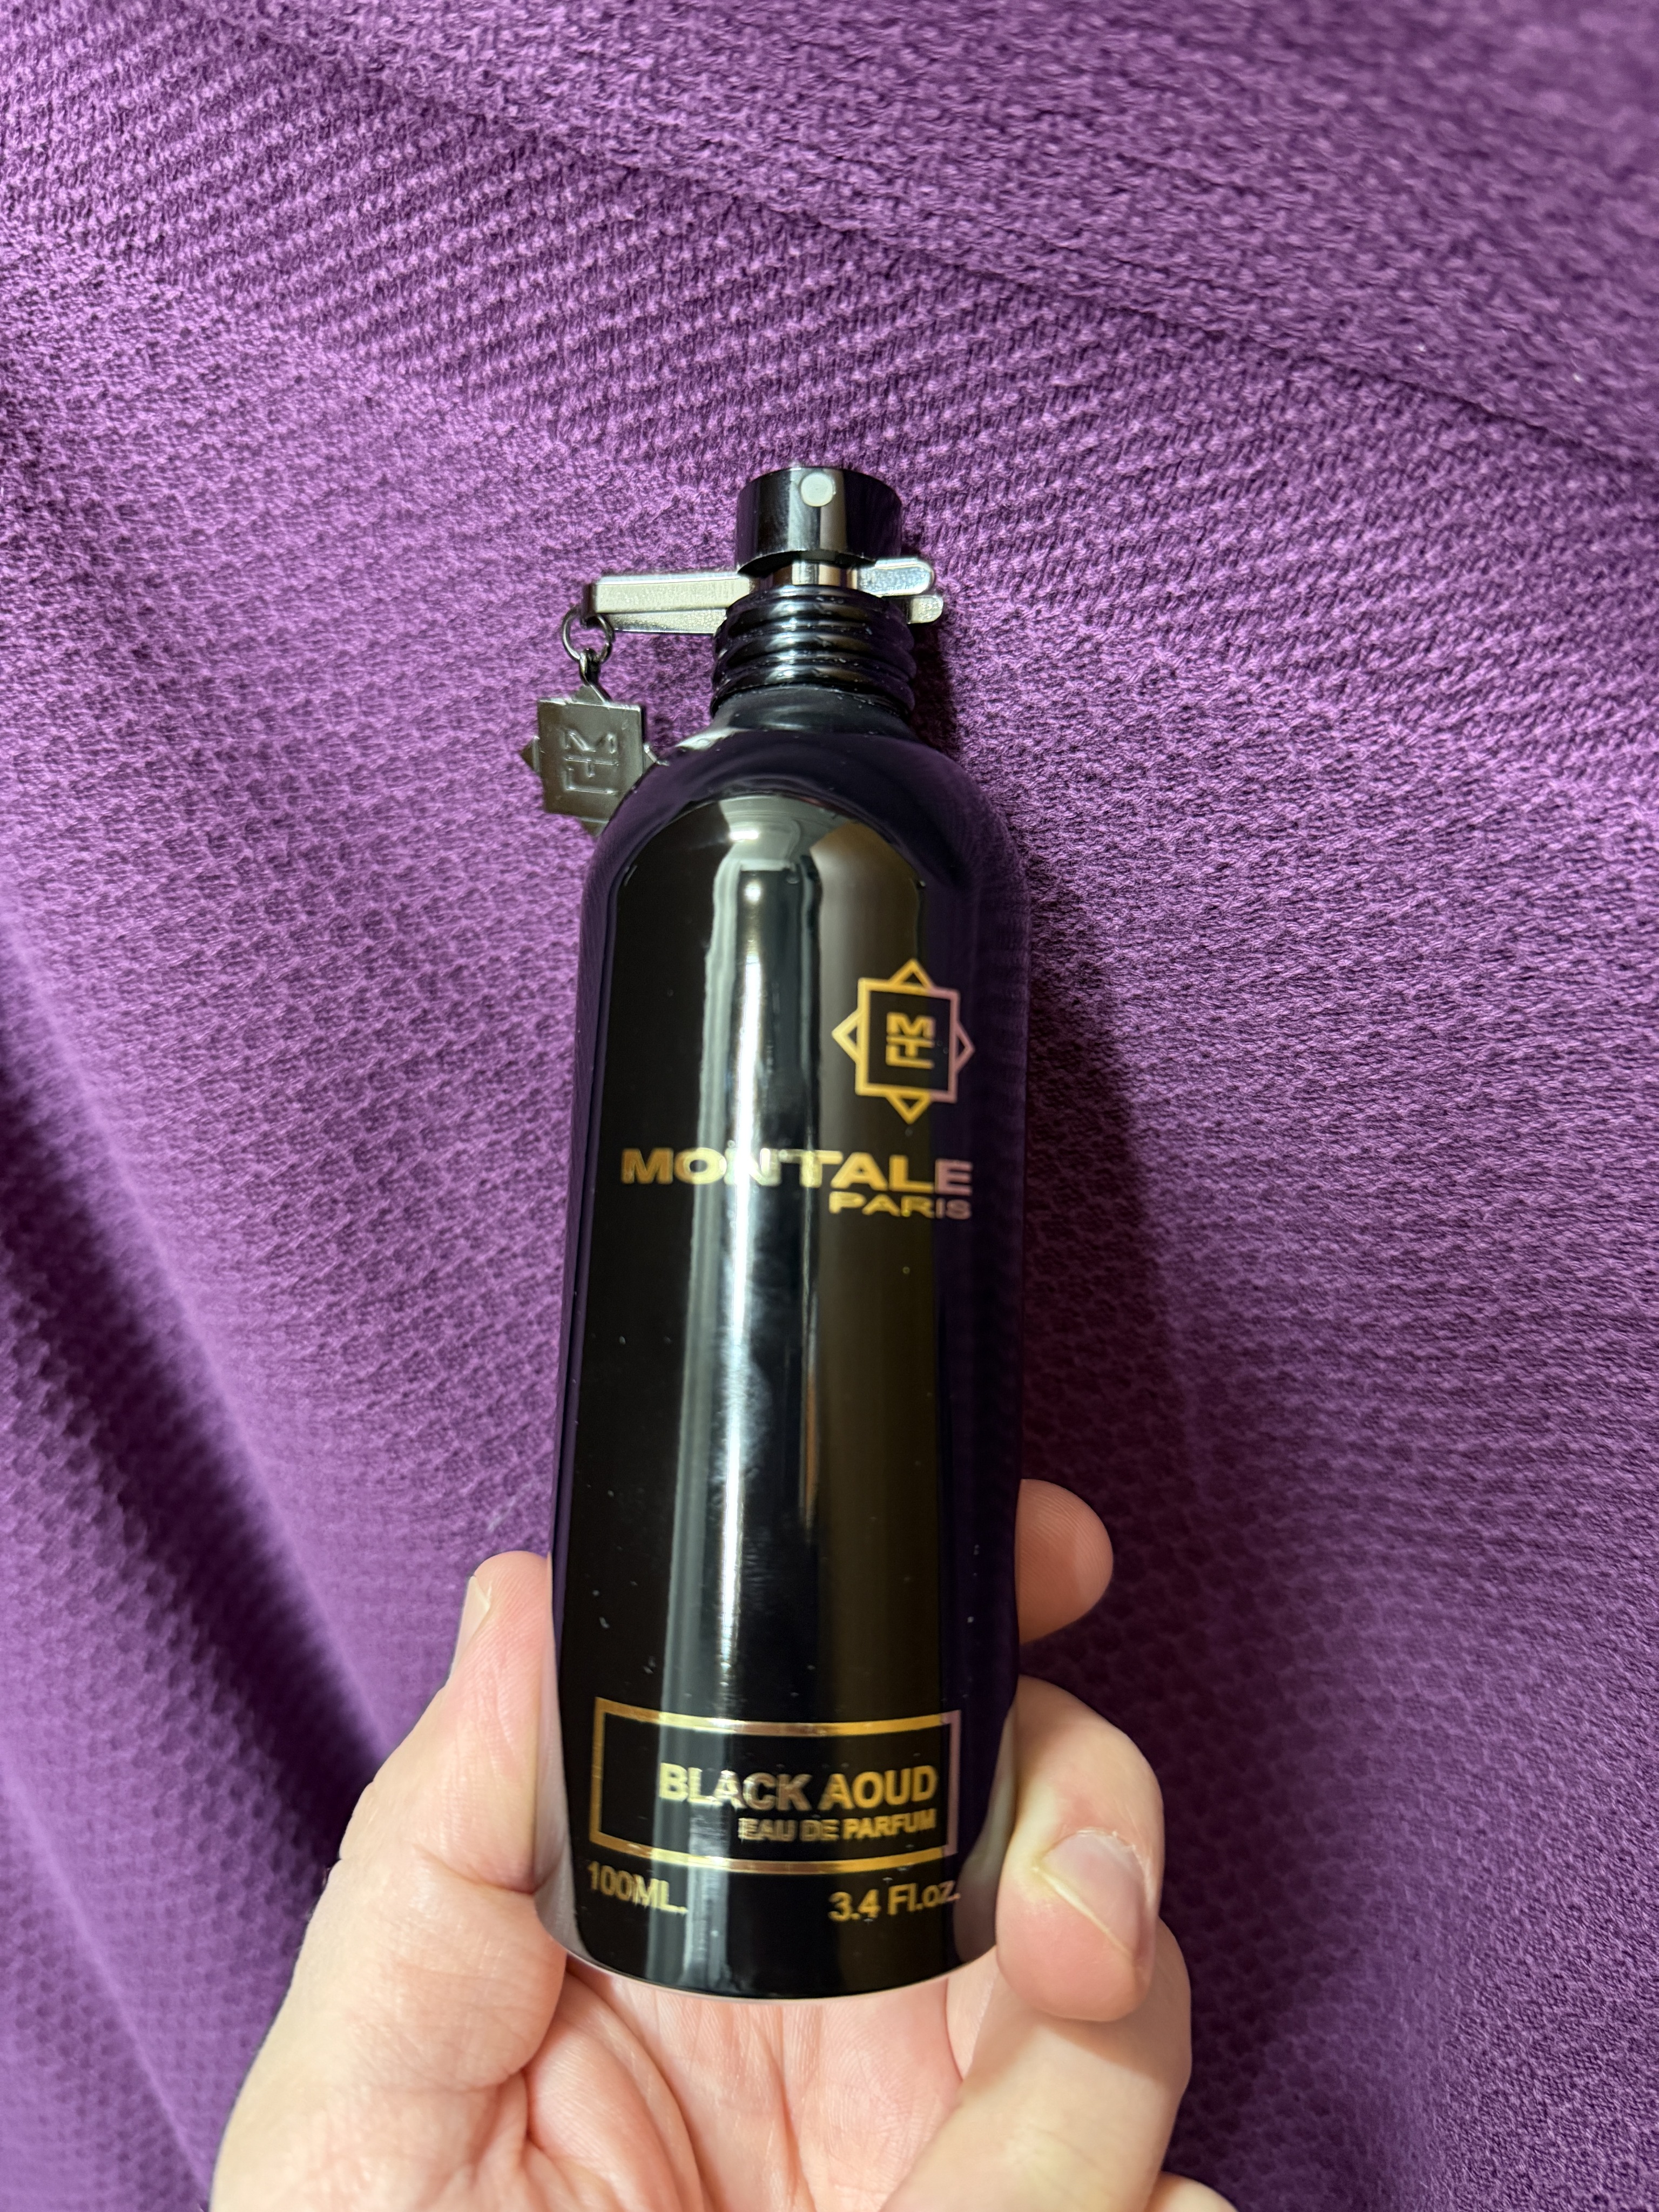 MONTALE
PARIS
BLACK AOUD
EAU DE PARFUM
100ML.
3.4 Fl.oz.